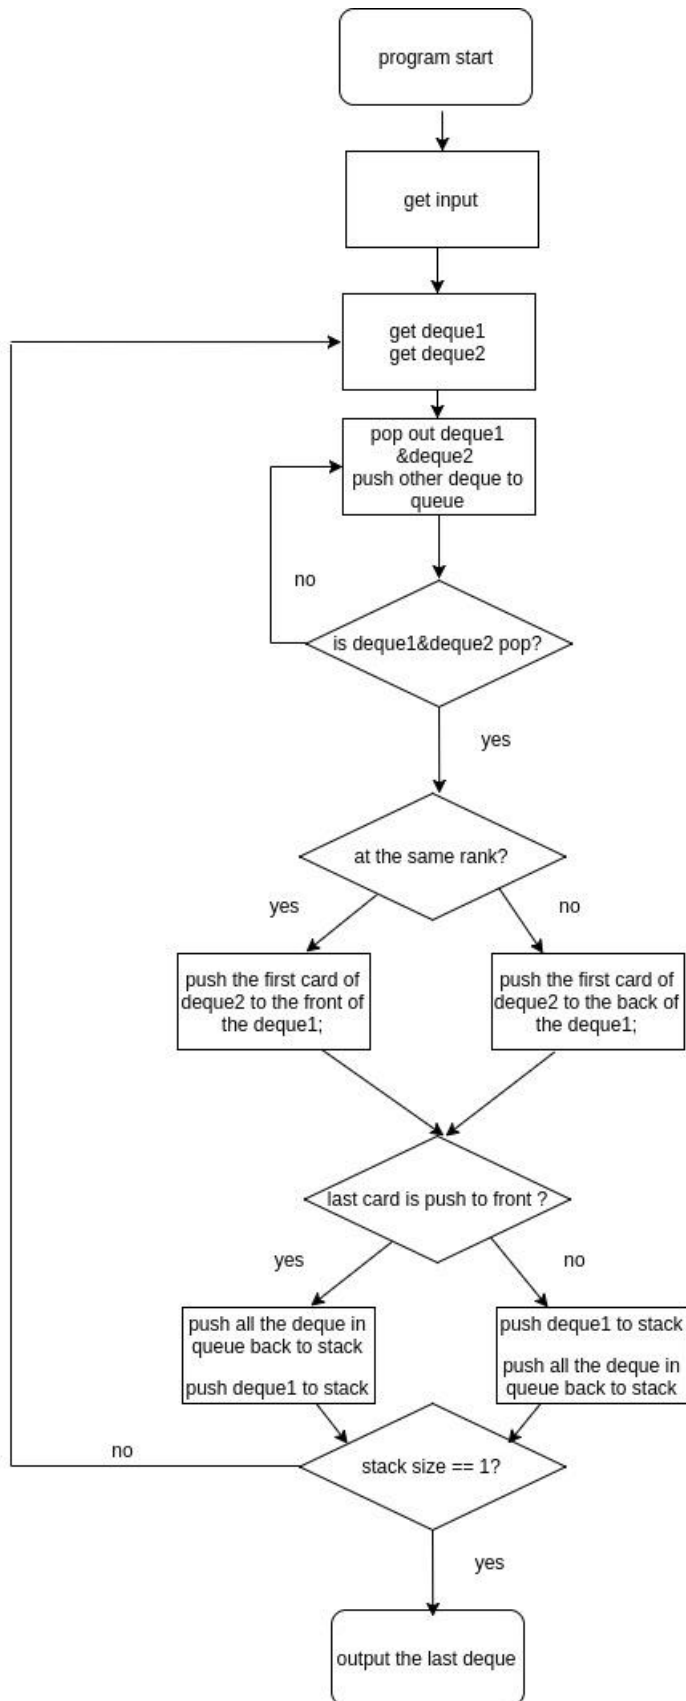 program start
get input
get deque1
get deque2
pop out deque1
&deque2
push other deque to
queue
no
is deque1&deque2 pop?
yes
at the same rank?
yes
no
push the first card of
deque2 to the front of
the deque1;
push the first card of
deque2 to the back of
the deque1;
last card is push to front ?
yes
no
push all the deque in
queue back to stack
push deque1 to stack
push deque1 to stack
push all the deque in
queue back to stack
no
stack size == 1?
yes
output the last deque